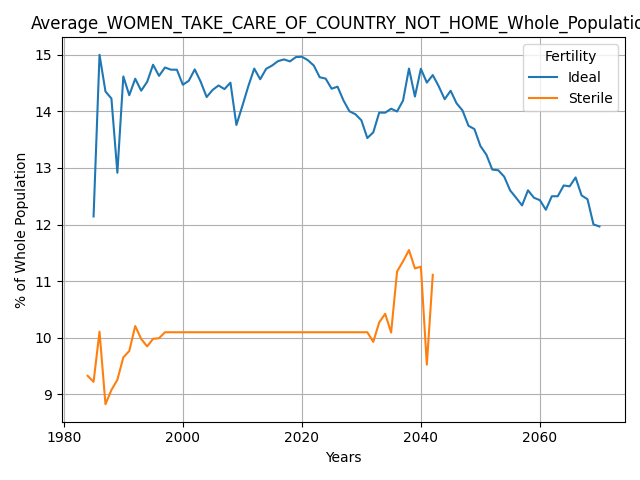 Average_WOMEN_TAKE_CARE_OF_COUNTRY_NOT_HOME_Whole_Populatio
Fertility
Ideal
Sterile
15
14
13
12
11
10
9
% of Whole Population
1980
2000
2020
2040
2060
Years